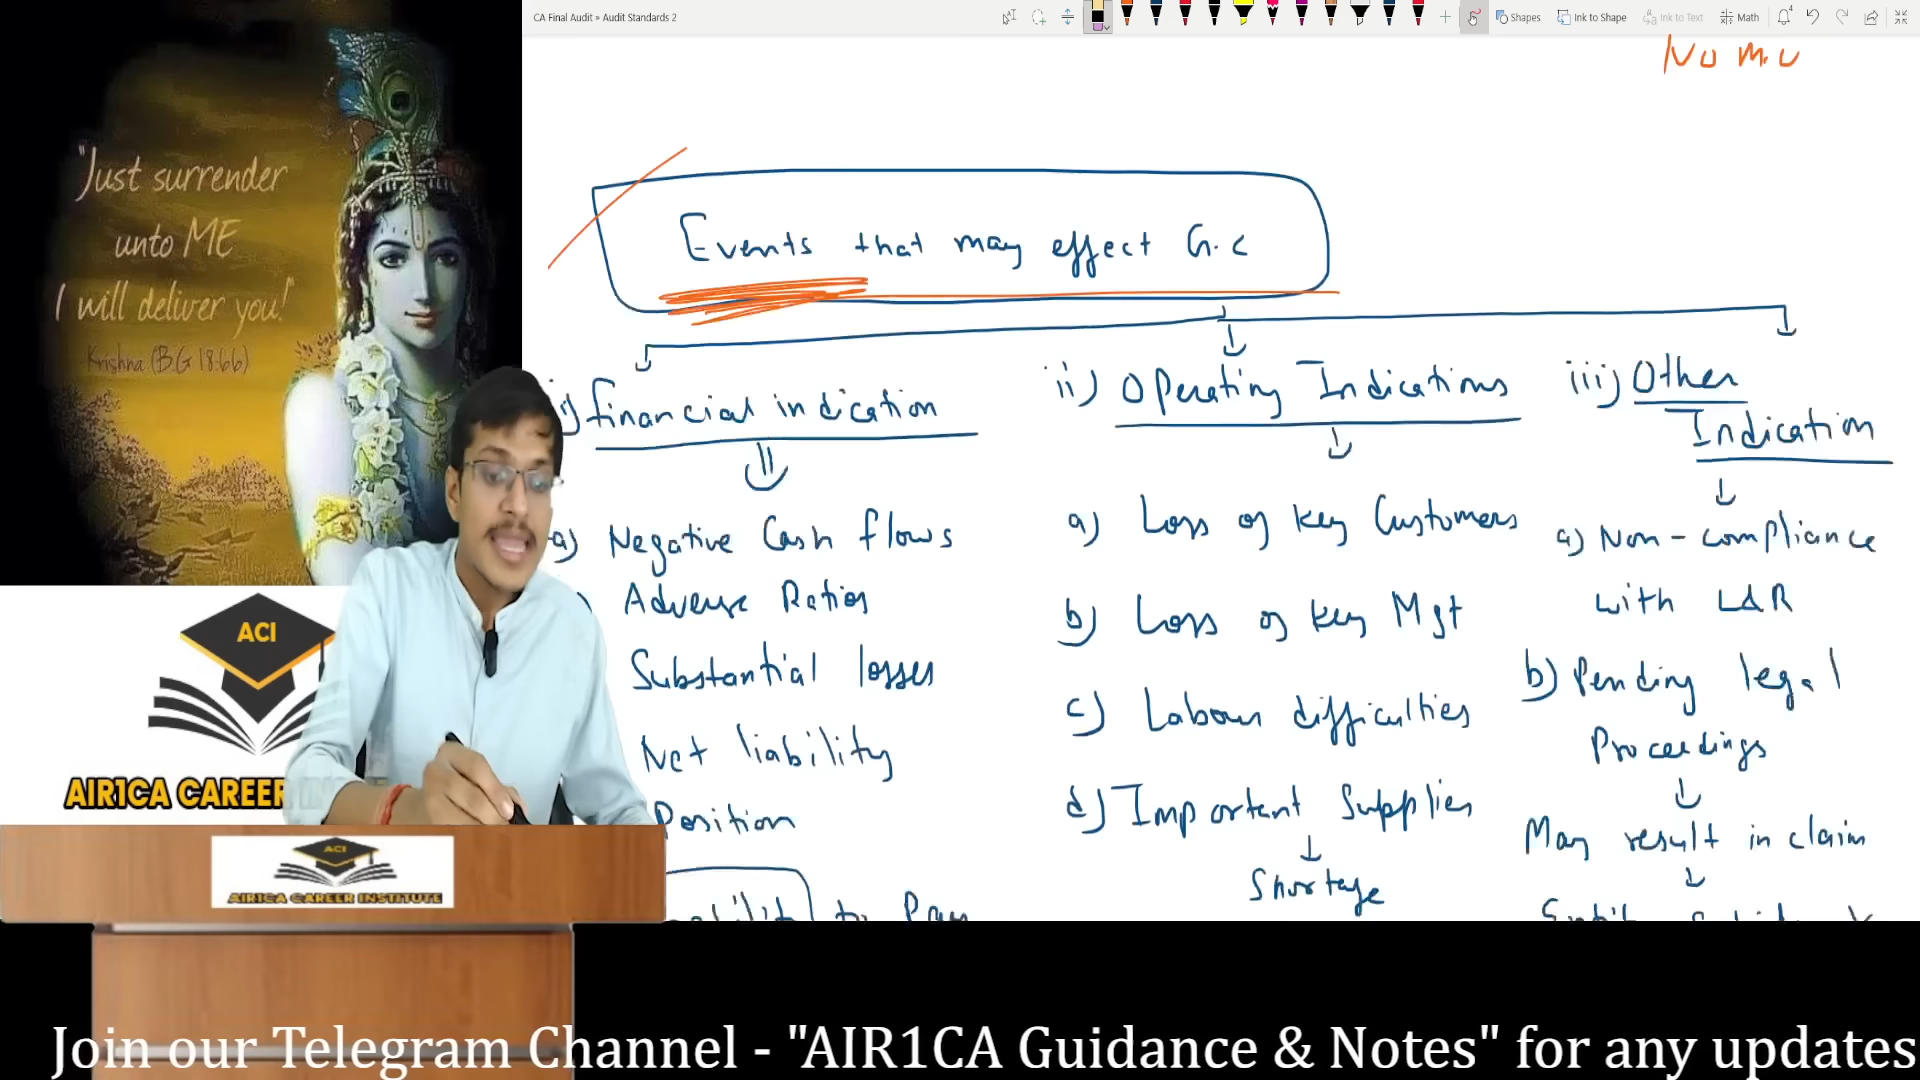 CA Final Audit » Audit Standards 2
Shapes
Ink to Shape
Ink to Text
Math
No M.U
"Just surrender
unto ME
I will deliver you!"
Krishna (B.G 18:66)
Events that may effect G.C
i) financial indication
a) Negative Cash flows
Adverse Ratios
Substantial losses
Net liability
Position
to Pay
ii) Operating Indications
a) Loss of key Customers
b) Loss of key Mgt
c) Labour difficulties
d) Important Supplies
Shortage
iii) Other
Indication
a) Non-compliance
with L&R
b) Pending legal
Proceedings
May result in claim
ACI
AIR1CA CAREER
ACI
AIR1CA CAREER INSTITUTE
Join our Telegram Channel - "AIR1CA Guidance & Notes" for any updates